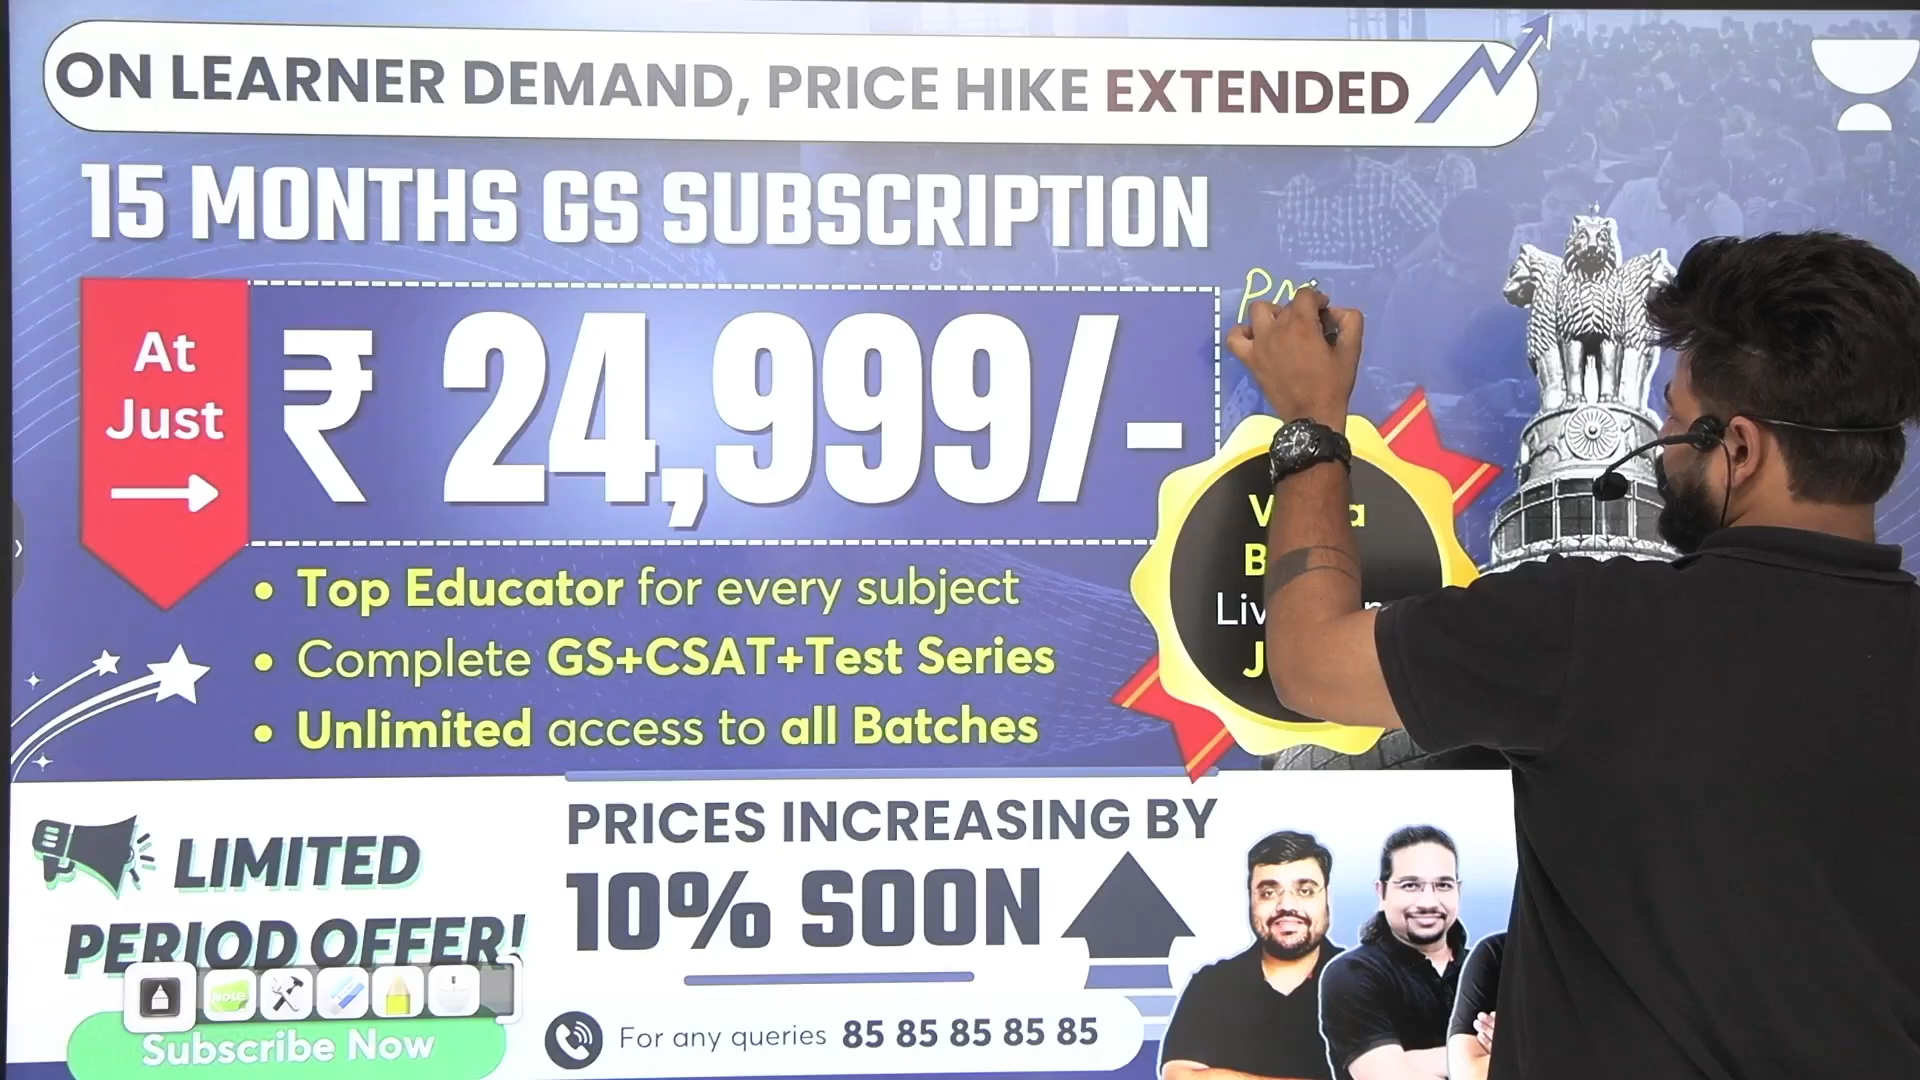 ON LEARNER DEMAND, PRICE HIKE EXTENDED
15 MONTHS GS SUBSCRIPTION
At
Just
₹ 24,999/-
• Top Educator for every subject
• Complete GS+CSAT+Test Series
• Unlimited access to all Batches
LIMITED
PERIOD OFFER!
Note
Subscribe Now
PRICES INCREASING BY
10% SOON
For any queries 85 85 85 85 85